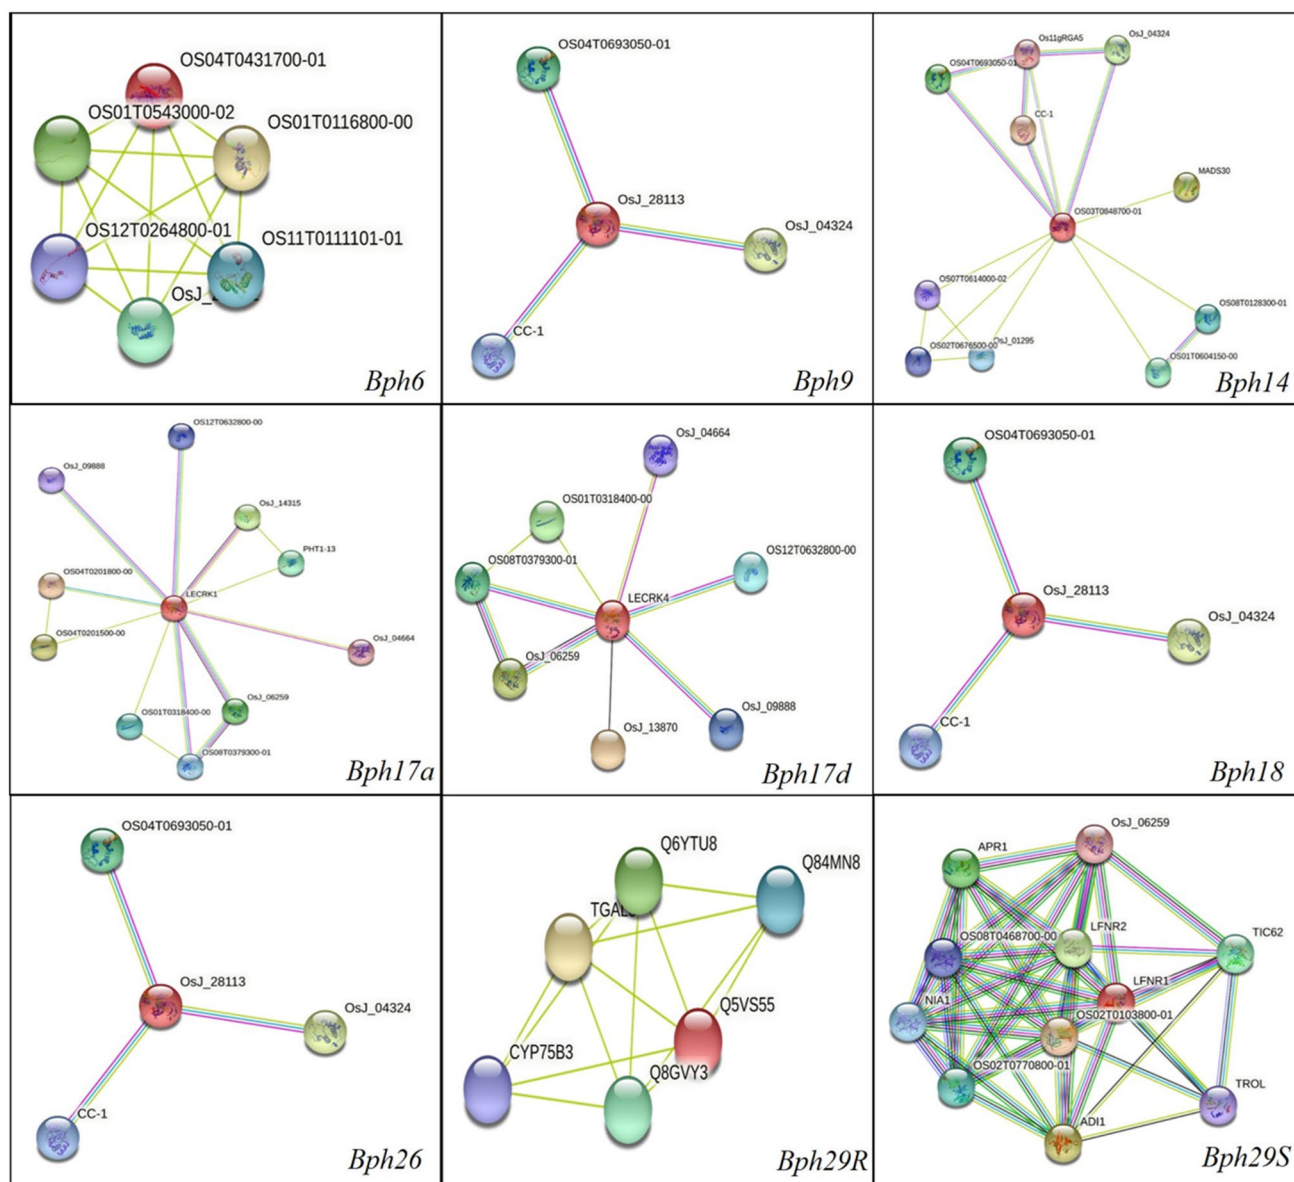 OS04T0431700-01
OS01T0543000-02
OS01T0116800-00
OS12T0264800-01
OS11T0111101-01
Bph6
OS04T0693050-01
OsJ_28113
OsJ_04324
CC-1
Bph9
Os11gRGA5
OsJ_04324
OS04T0693050-01
CC-1
MADS30
OS03T0848700-01
OS07T0614000-02
OS08T0128300-01
OsJ_01295
OS02T0676500-00
OS01T0604150-00
Bph14
OS12T0632800-00
OsJ_09888
OsJ_14315
PHT1-13
OS04T0201800-00
LECRK1
OS04T0201500-00
OsJ_04664
OsJ_06259
OS01T0318400-00
OS08T0379300-01
Bph17a
OsJ_04664
OS01T0318400-00
OS12T0632800-00
OS08T0379300-01
LECRK4
OsJ_06259
OsJ_09888
OsJ_13870
Bph17d
OS04T0693050-01
OsJ_28113
OsJ_04324
CC-1
Bph18
OS04T0693050-01
OsJ_28113
OsJ_04324
CC-1
Bph26
Q6YTU8
Q84MN8
Q5VS55
CYP75B3
Q8GVY3
Bph29R
OsJ_06259
APR1
LFNR2
OS08T0468700-00
TIC62
LFNR1
NIA1
OS02T0103800-01
OS02T0770800-01
TROL
ADI1
Bph29S